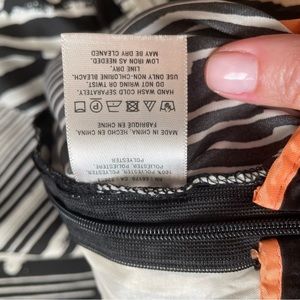 100% POLYESTER
POLYESTER
MADE IN CHINA, HECHO EN CHINA
FABRIQUE EN CHINE
HAND WASH COLD SEPARATELY.
DO NOT WRING OR TWIST.
USE ONLY NON-CHLORINE BLEACH.
LINE DRY.
LOW IRON AS NEEDED.
MAY BE DRY CLEANED